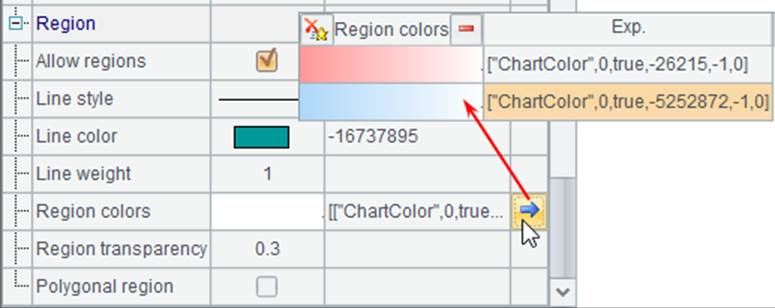 Region
Region colors
Exp.
Allow regions
.["ChartColor",0,true,-26215,-1,0]
Line style
.["ChartColor",0,true,-5252872,-1,0]
Line color
-16737895
Line weight
1
Region colors
.[["ChartColor",0,true...
Region transparency
0.3
Polygonal region